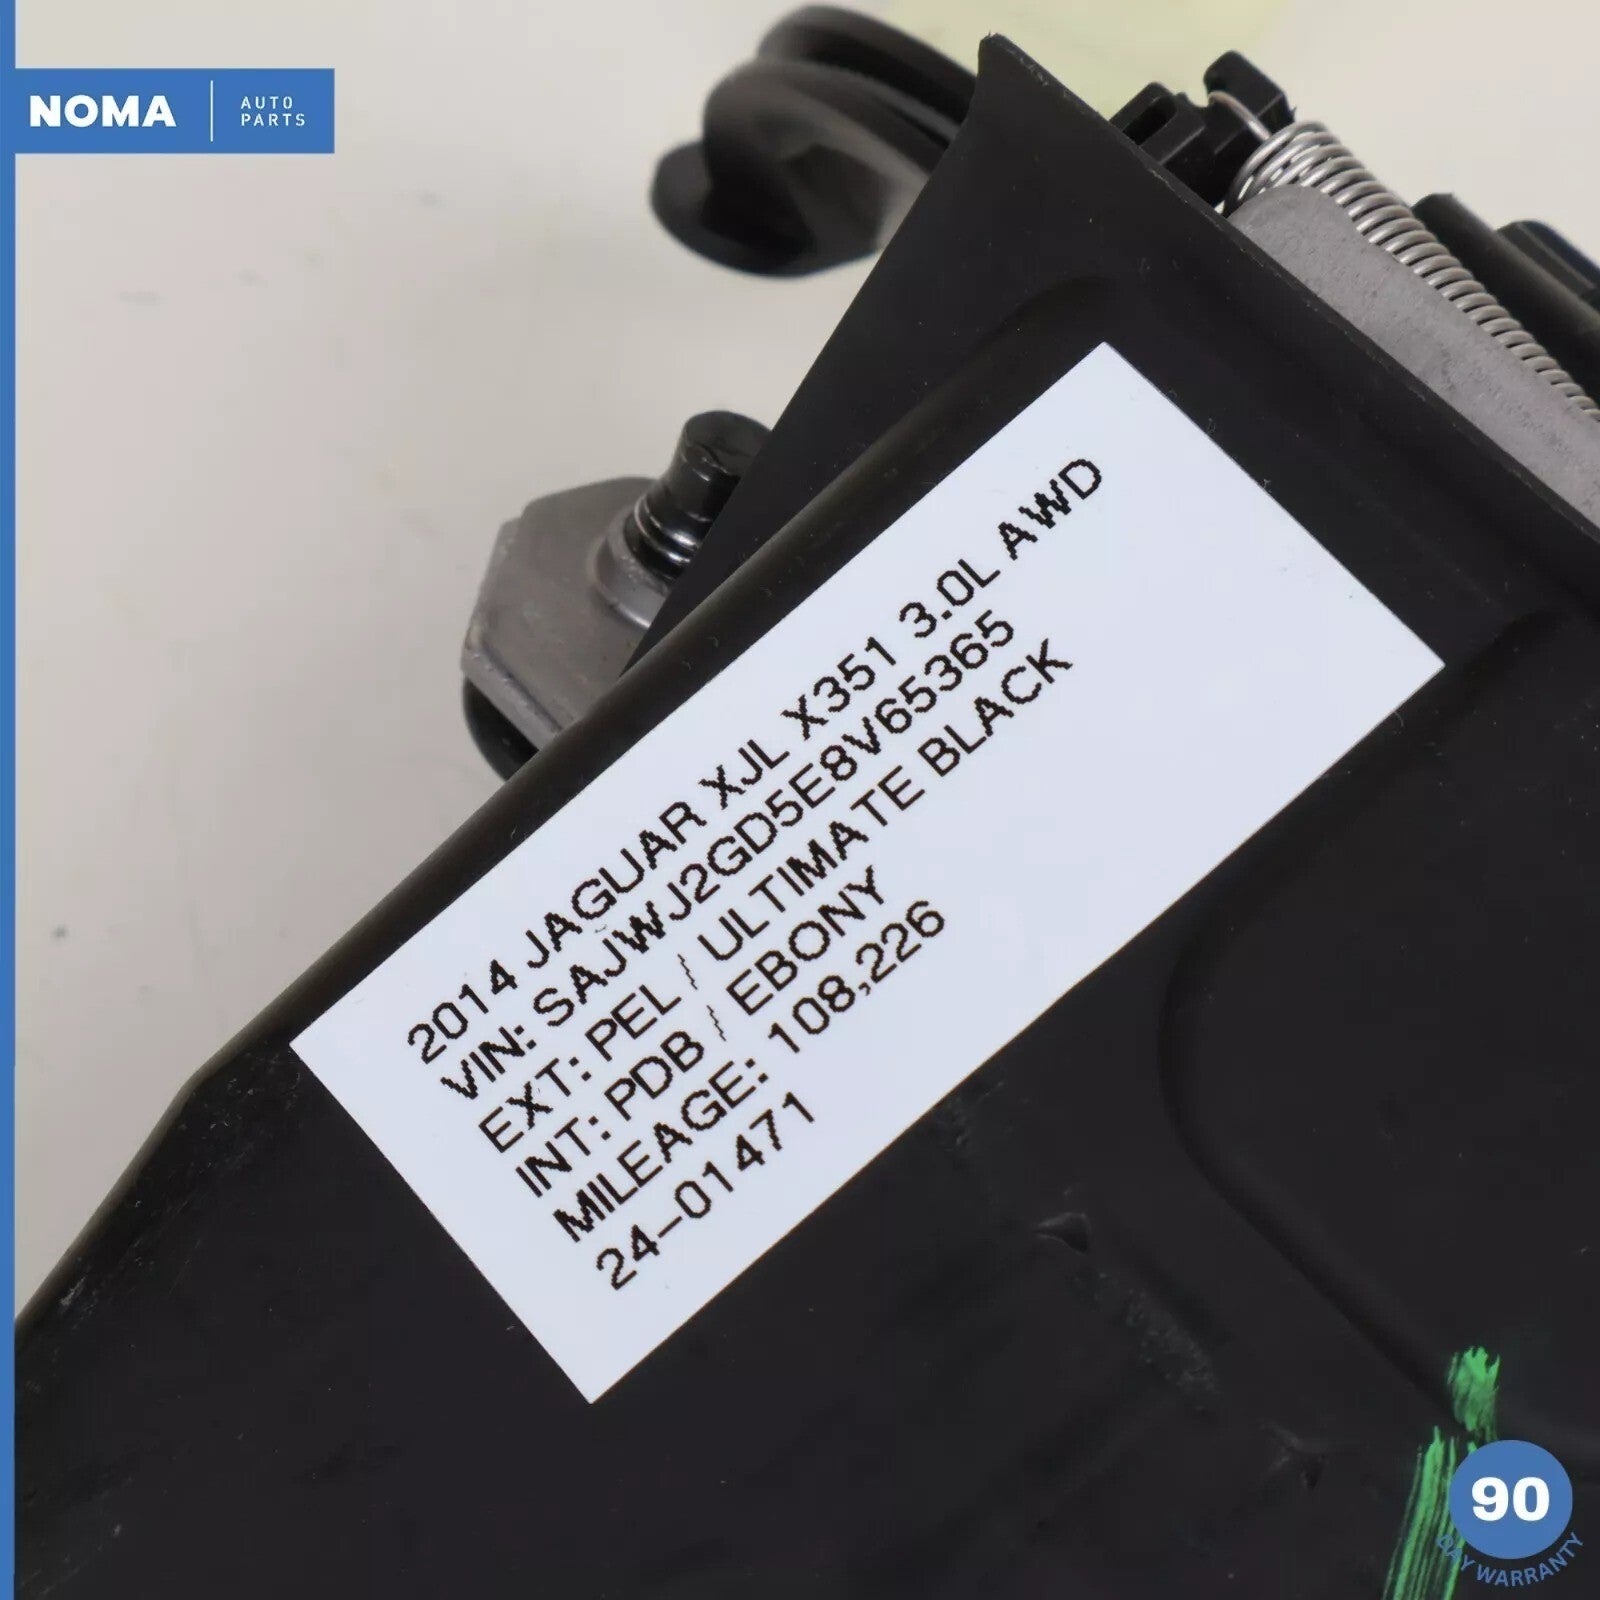 NOMA
AUTO
PARTS
2014 JAGUAR XJL X351 3.0L AWD
VIN: SAJWJ2GD5E8V65365
EXT: PEL / ULTIMATE BLACK
INT: PDB / EBONY
MILEAGE: 108,226
24-01471
90
DAY WARRANTY